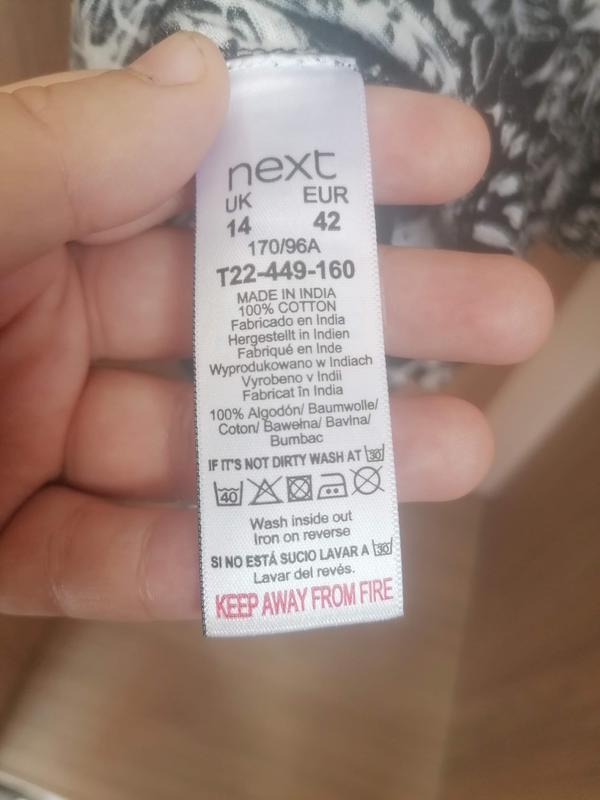 next
UK EUR
14 42
170/96A
T22-449-160
MADE IN INDIA
100% COTTON
Fabricado en India
Hergestellt in Indien
Fabriqué en Inde
Wyprodukowano w Indiach
Vyrobeno v Indii
Fabricat în India
100% Algodón/ Baumwolle/
Coton/ Bawełna/ Bavlna/
Bumbac
IF IT'S NOT DIRTY WASH AT 30
40
Wash inside out
Iron on reverse
SI NO ESTÁ SUCIO LAVAR A 30
Lavar del revés.
KEEP AWAY FROM FIRE